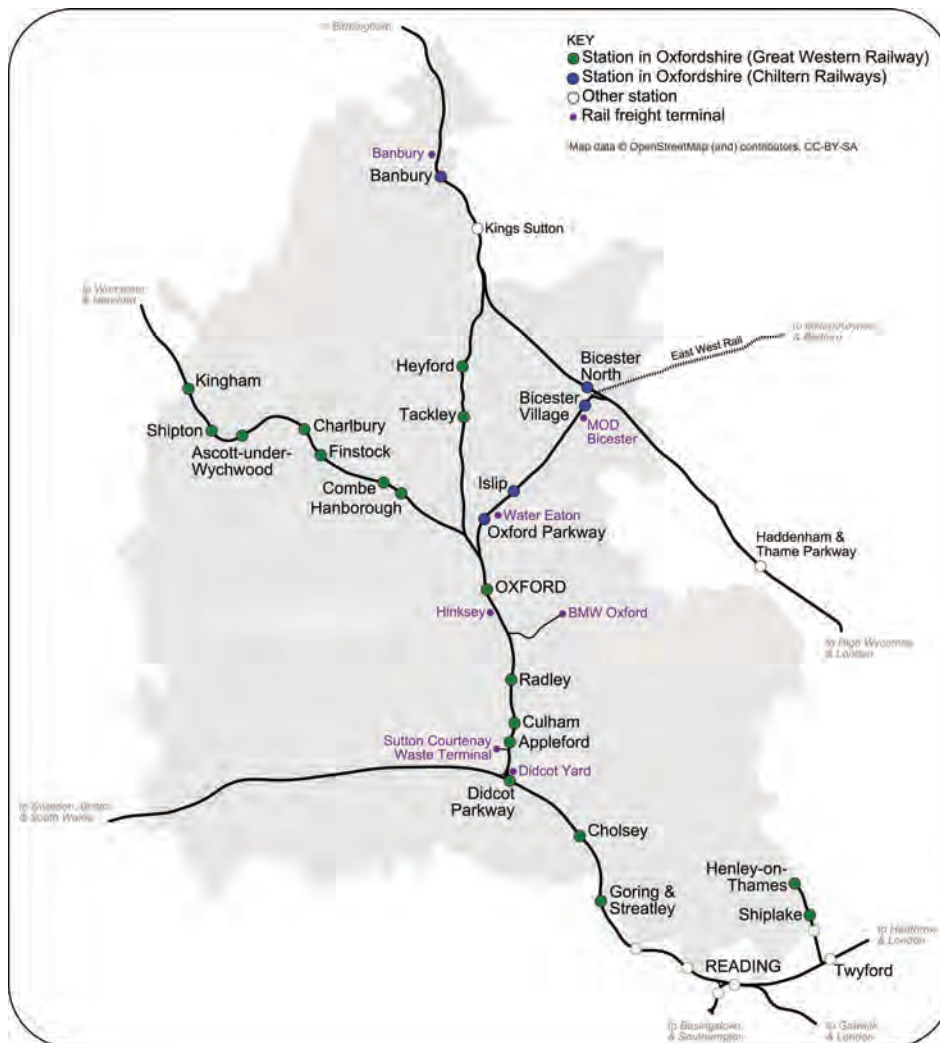 to Birmingham
KEY
Station in Oxfordshire (Great Western Railway)
Station in Oxfordshire (Chiltern Railways)
Other station
Rail freight terminal
Map data © OpenStreetMap (and) contributors, CC-BY-SA
Banbury
Banbury
Kings Sutton
to Worcester
& Hereford
to Milton Keynes
& Bedford
East West Rail
Bicester
North
Heyford
Kingham
Bicester
Village
Tackley
MOD
Bicester
Charlbury
Shipton
Ascott-under-
Wychwood
Finstock
Combe
Islip
Hanborough
Water Eaton
Oxford Parkway
Haddenham &
Thame Parkway
OXFORD
Hinksey
BMW Oxford
to High Wycombe
& London
Radley
Culham
Sutton Courtenay
Waste Terminal
Appleford
Didcot Yard
Didcot
Parkway
to Swindon, Bristol
& South Wales
Cholsey
Henley-on-
Thames
Goring &
Streatley
Shiplake
to Heathrow
& London
READING
Twyford
to Basingstoke
& Southampton
to Gatwick
& London